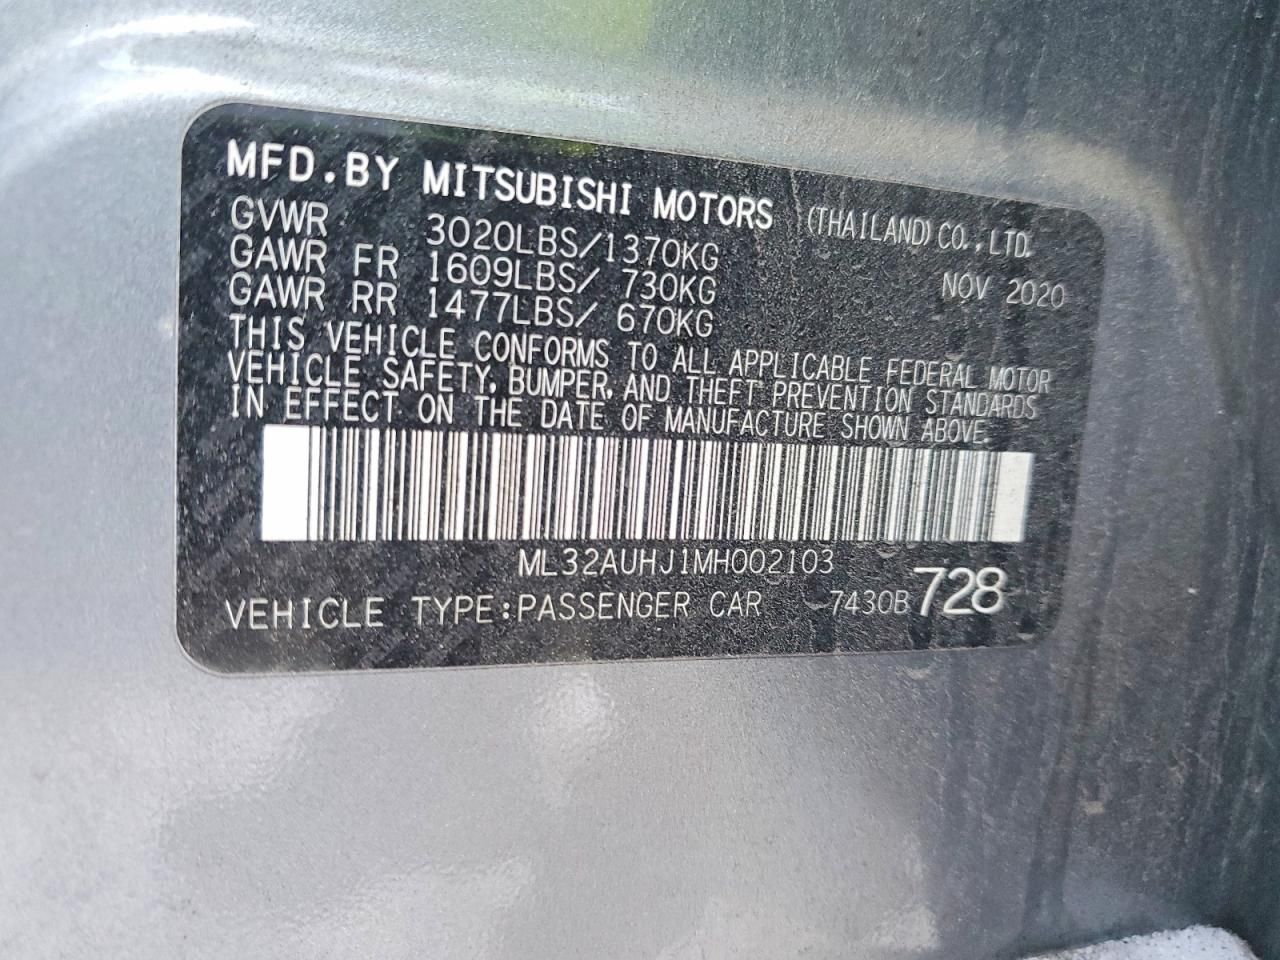 MFD.BY MITSUBISHI MOTORS (THAILAND) CO., LTD.
GVWR 3020LBS/1370KG NOV 2020
GAWR FR 1609LBS/ 730KG
GAWR RR 1477LBS/ 670KG
THIS VEHICLE CONFORMS TO ALL APPLICABLE FEDERAL MOTOR
VEHICLE SAFETY, BUMPER, AND THEFT PREVENTION STANDARDS
IN EFFECT ON THE DATE OF MANUFACTURE SHOWN ABOVE.
ML32AUHJ1MH002103
VEHICLE TYPE:PASSENGER CAR 7430B 728